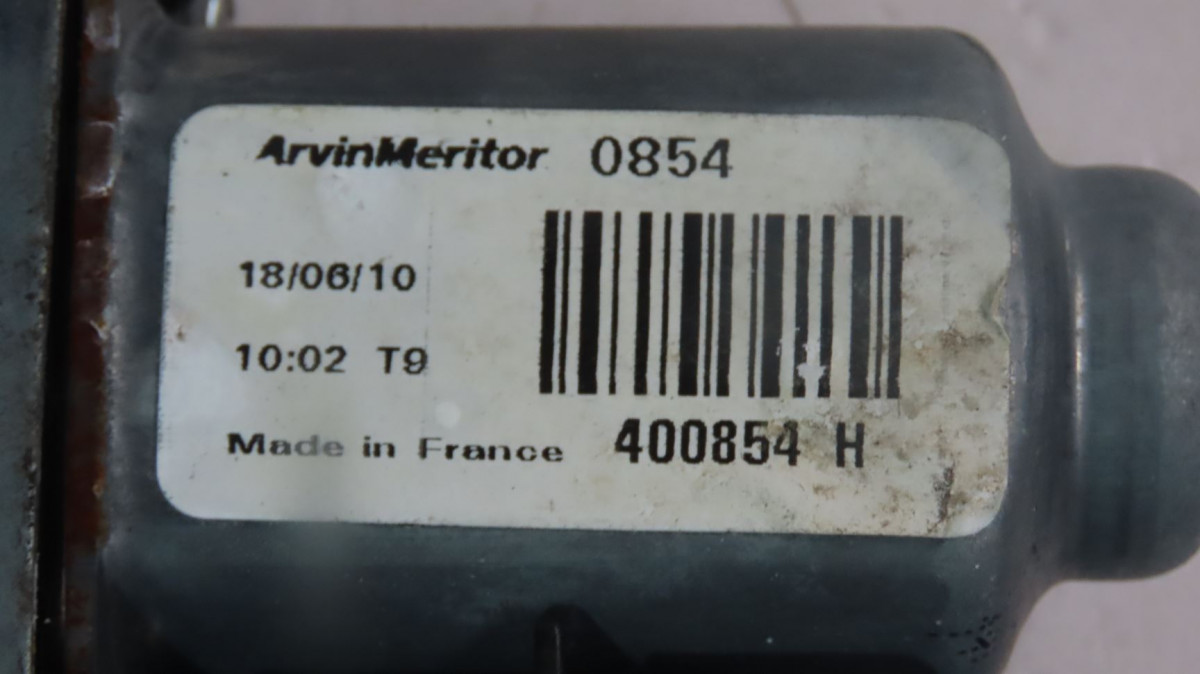 ArvinMeritor 0854
18/06/10
10:02 T9
Made in France 400854 H